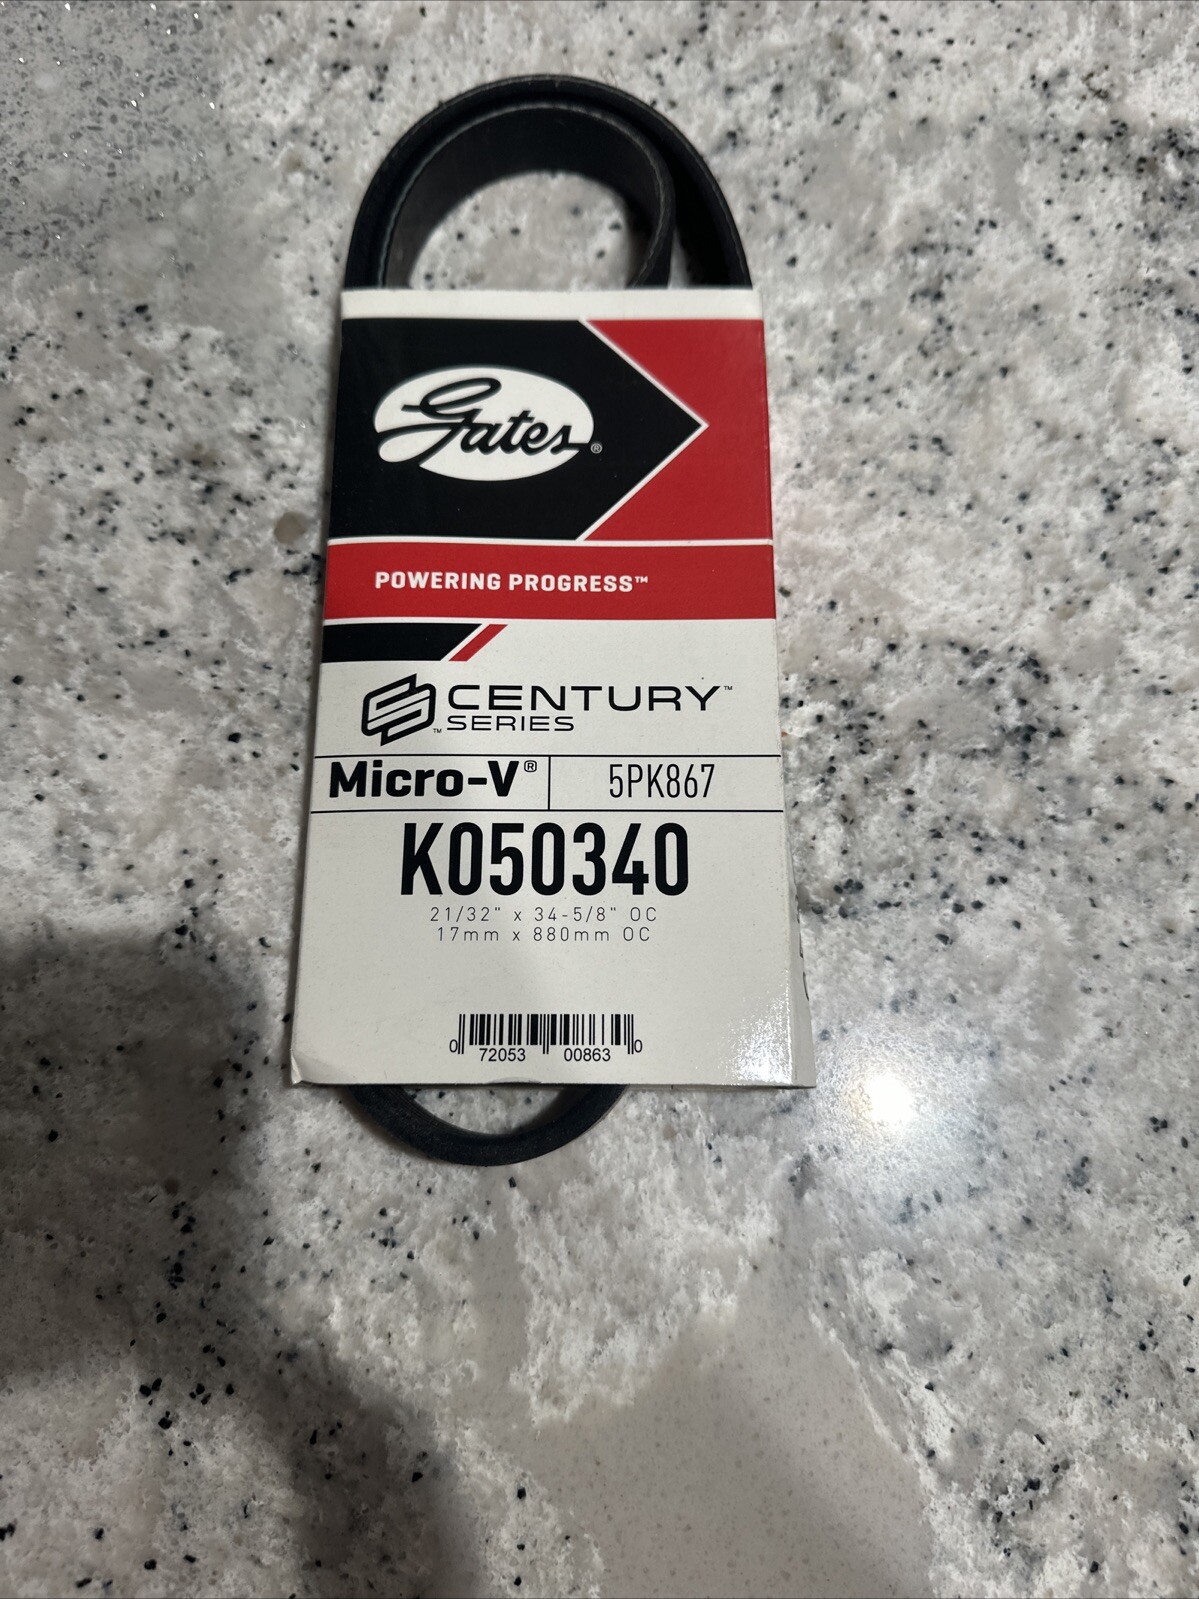 Gates®
POWERING PROGRESS™
CENTURY™
SERIES
™
Micro-V® 5PK867
K050340
21/32" x 34-5/8" OC
17mm x 880mm OC
0 72053 00863 0